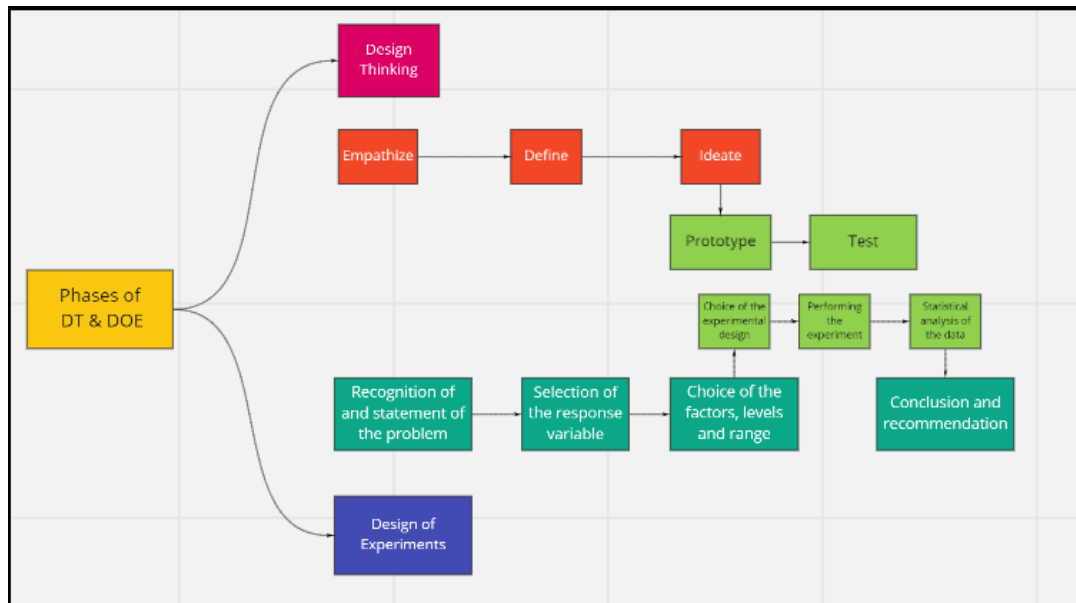 Design
Thinking
Empathize
Define
Ideate
Prototype
Test
Phases of
DT & DOE
Choice of the
experimental
design
Performing
the
experiment
Statistical
analysis of
the data
Recognition of
and statement of
the problem
Selection of
the response
variable
Choice of the
factors, levels
and range
Conclusion and
recommendation
Design of
Experiments